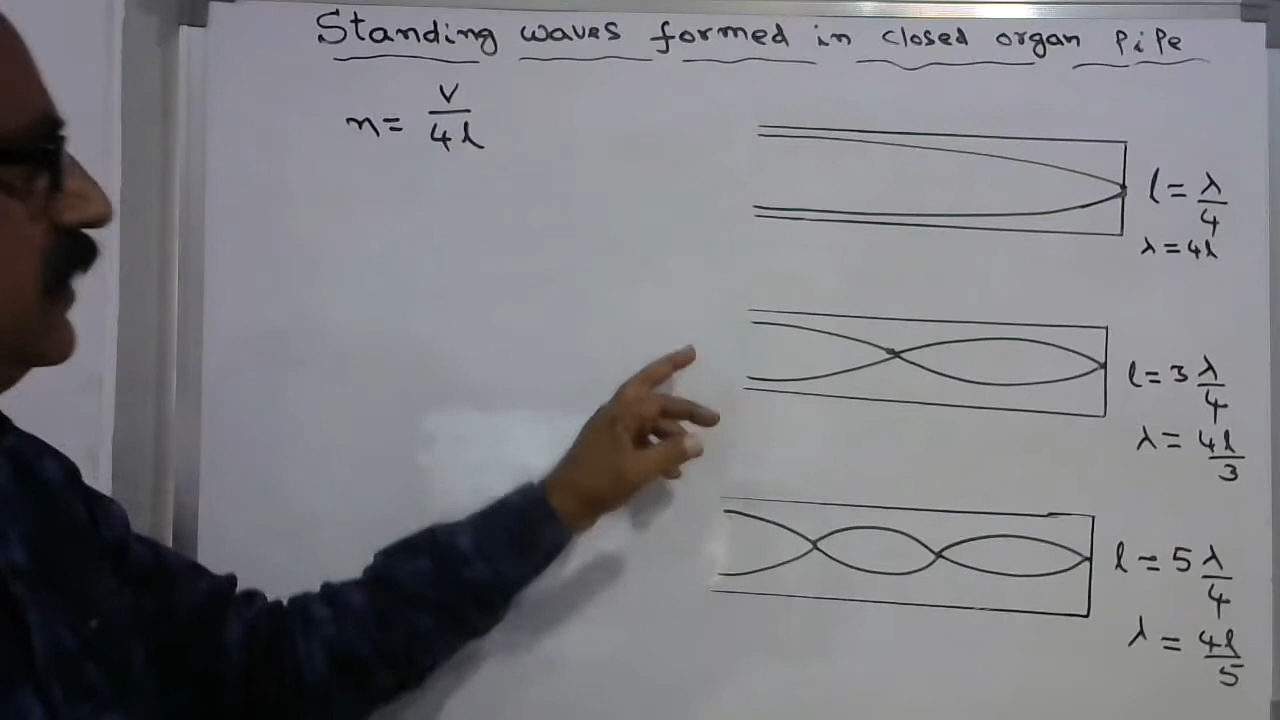 Standing waves formed in closed organ pipe
n = V/4l
l = λ/4
λ = 4l
l = 3 λ/4
λ = 4l/3
l = 5 λ/4
λ = 4l/5